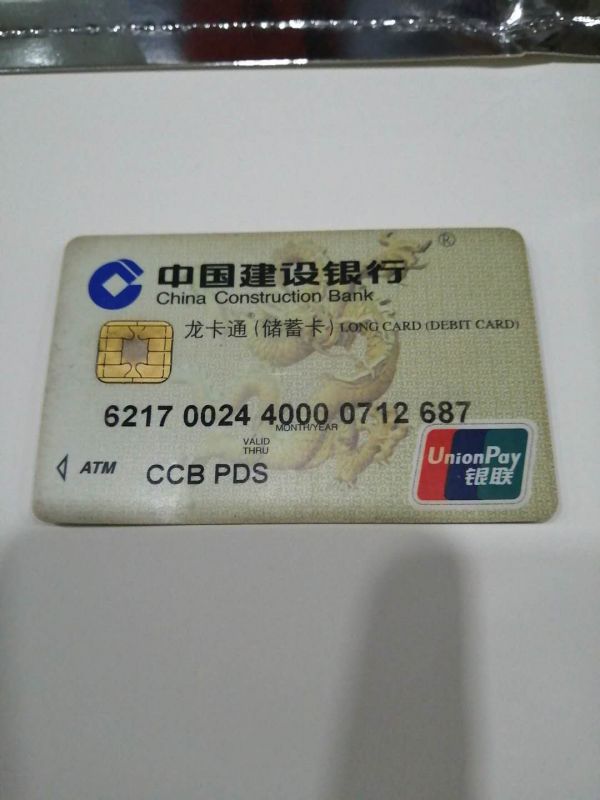 ®
中国建设银行
China Construction Bank
龙卡通(储蓄卡) LONG CARD (DEBIT CARD)
6217 0024 4000 0712 687
MONTH/YEAR
VALID
THRU
ATM
CCB PDS
UnionPay
银联